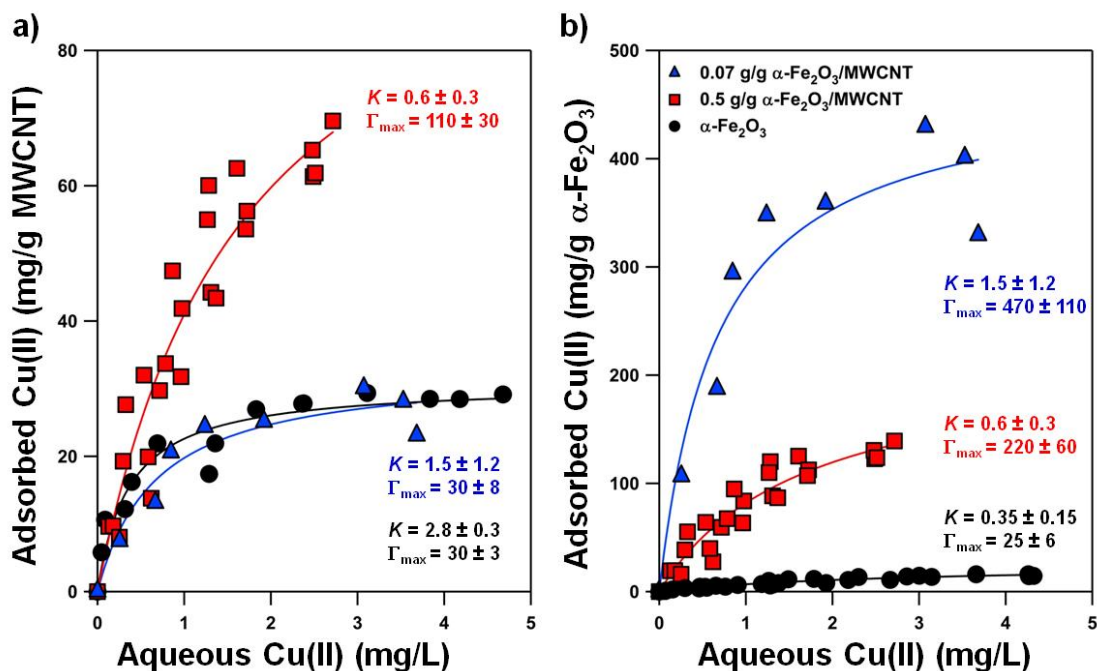 a)
Adsorbed Cu(II) (mg/g MWCNT)
80
60
40
20
0
K = 0.6 ± 0.3
Γmax = 110 ± 30
K = 1.5 ± 1.2
Γmax = 30 ± 8
K = 2.8 ± 0.3
Γmax = 30 ± 3
0 1 2 3 4 5
Aqueous Cu(II) (mg/L)
b)
Adsorbed Cu(II) (mg/g α-Fe₂O₃)
500
400
300
200
100
0
0.07 g/g α-Fe₂O₃/MWCNT
0.5 g/g α-Fe₂O₃/MWCNT
α-Fe₂O₃
K = 1.5 ± 1.2
Γmax = 470 ± 110
K = 0.6 ± 0.3
Γmax = 220 ± 60
K = 0.35 ± 0.15
Γmax = 25 ± 6
0 1 2 3 4 5
Aqueous Cu(II) (mg/L)